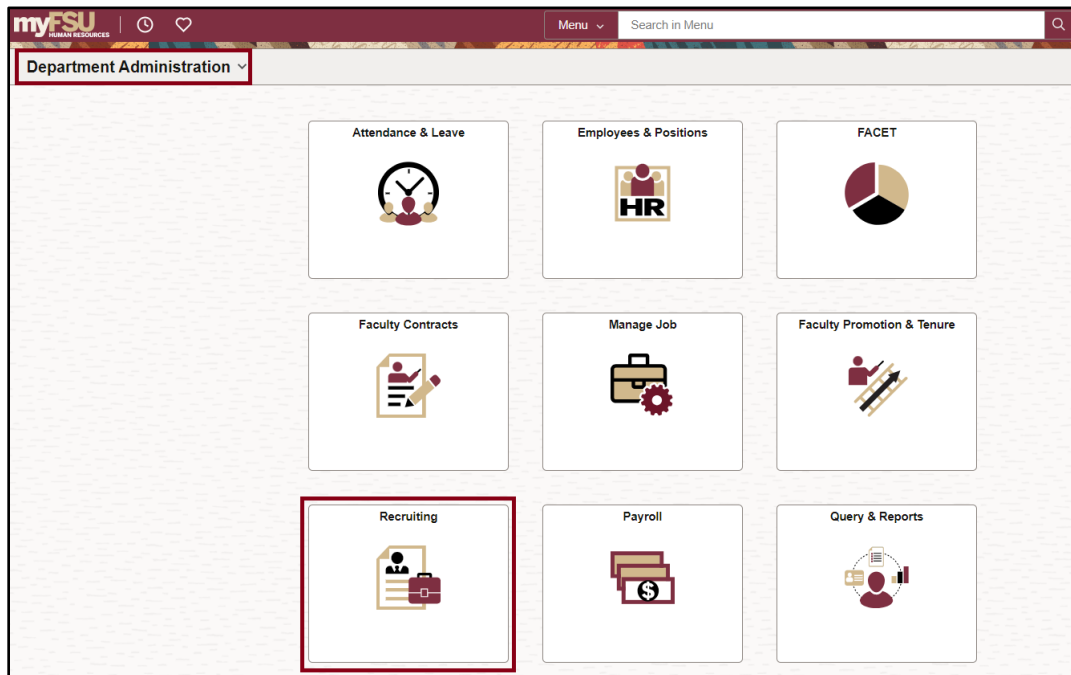 myFSU
HUMAN RESOURCES
Menu
Search in Menu
Department Administration
Attendance & Leave
Employees & Positions
FACET
HR
Faculty Contracts
Manage Job
Faculty Promotion & Tenure
Recruiting
Payroll
Query & Reports
$